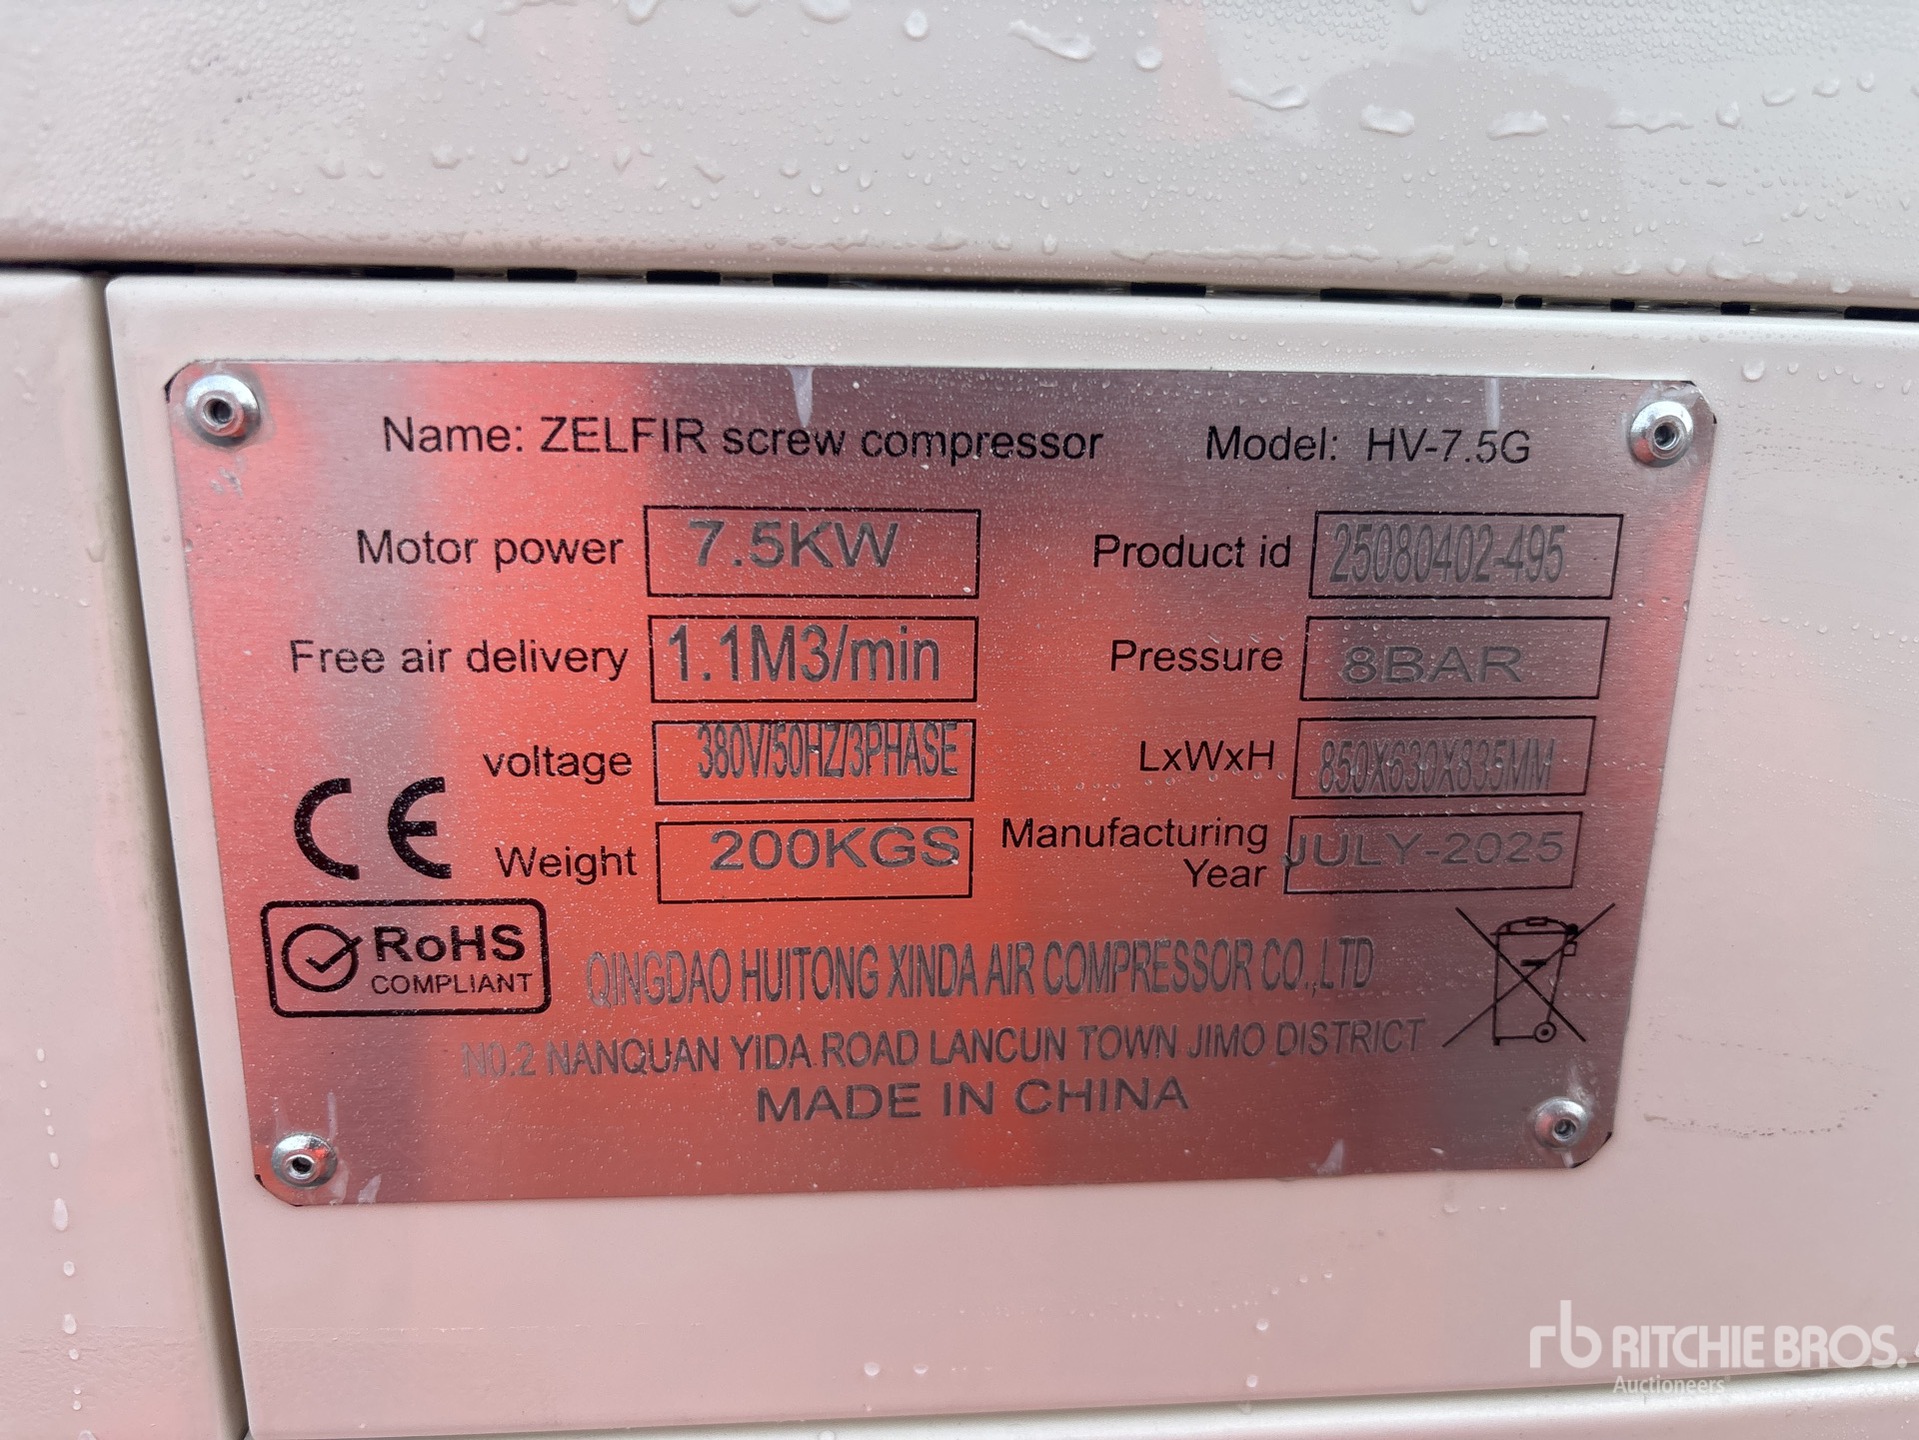 Name: ZELFIR screw compressor Model: HV-7.5G
Motor power 7.5KW Product id 25080402-495
Free air delivery 1.1M3/min Pressure 8BAR
voltage 380V/50HZ/3PHASE LxWxH 850X630X835MM
CE Weight 200KGS Manufacturing Year JULY-2025
RoHS
COMPLIANT
QINGDAO HUITONG XINDA AIR COMPRESSOR CO.,LTD
NO.2 NANQUAN YIDA ROAD LANCUN TOWN JIMO DISTRICT
MADE IN CHINA
rb RITCHIE BROS.
Auctioneers